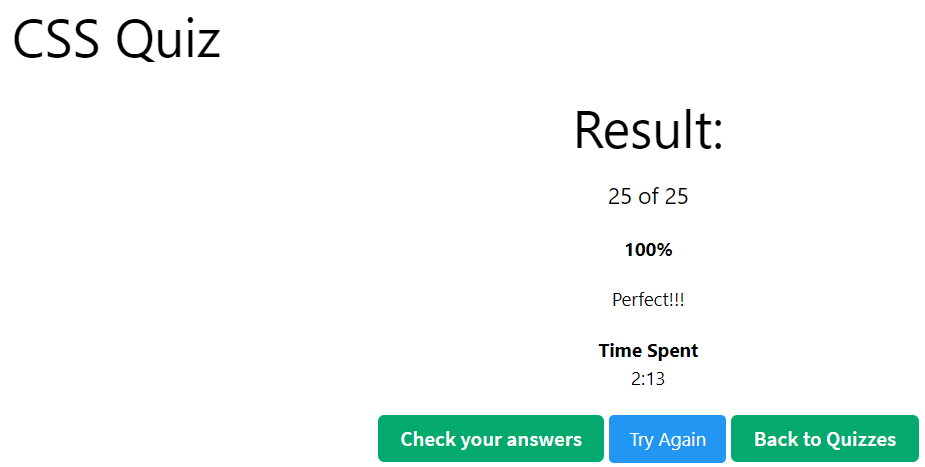 CSS Quiz
Result:
25 of 25
100%
Perfect!!!
Time Spent
2:13
Check your answers Try Again Back to Quizzes